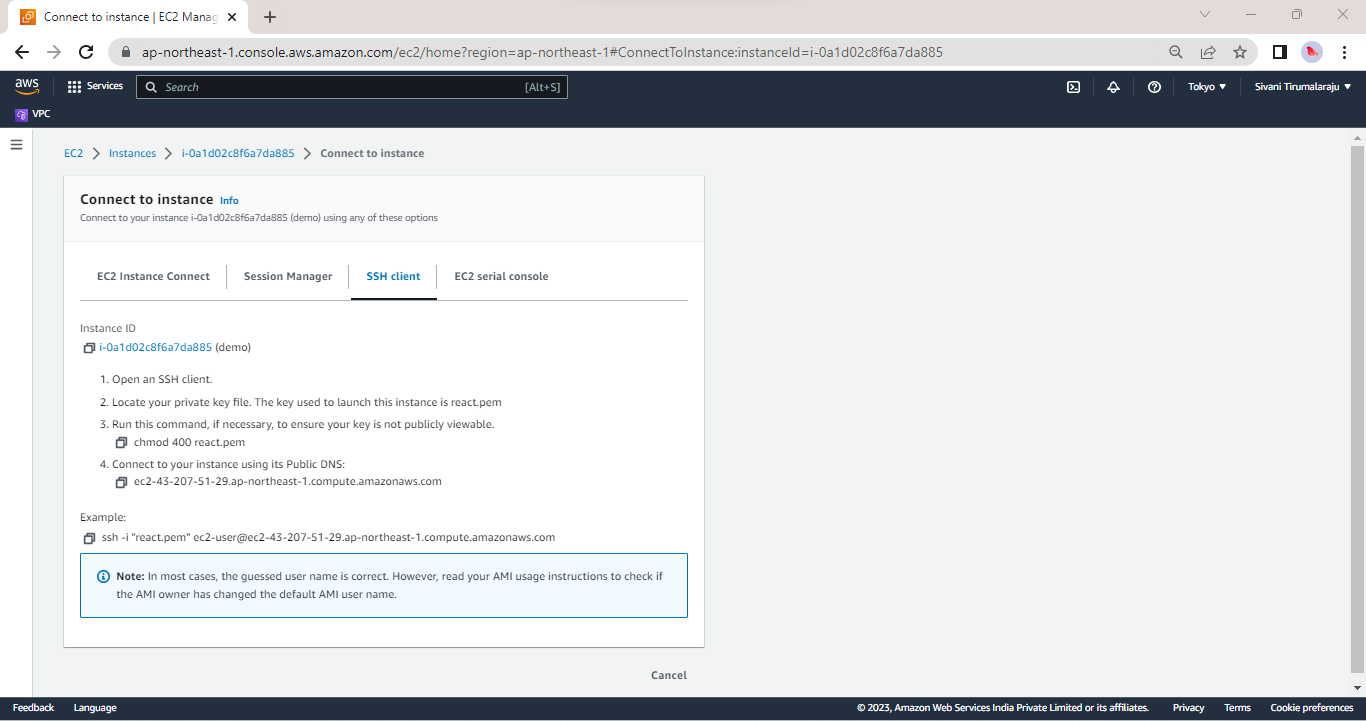 Connect to instance | EC2 Manag
ap-northeast-1.console.aws.amazon.com/ec2/home?region=ap-northeast-1#ConnectToInstance:instanceId=i-0a1d02c8f6a7da885
aws Services Search [Alt+S] Tokyo Sivani Tirumalaraju
VPC
EC2 Instances i-0a1d02c8f6a7da885 Connect to instance
Connect to instance Info
Connect to your instance i-0a1d02c8f6a7da885 (demo) using any of these options
EC2 Instance Connect Session Manager SSH client EC2 serial console
Instance ID
i-0a1d02c8f6a7da885 (demo)
1. Open an SSH client.
2. Locate your private key file. The key used to launch this instance is react.pem
3. Run this command, if necessary, to ensure your key is not publicly viewable.
chmod 400 react.pem
4. Connect to your instance using its Public DNS:
ec2-43-207-51-29.ap-northeast-1.compute.amazonaws.com
Example:
ssh -i "react.pem" ec2-user@ec2-43-207-51-29.ap-northeast-1.compute.amazonaws.com
Note: In most cases, the guessed user name is correct. However, read your AMI usage instructions to check if
the AMI owner has changed the default AMI user name.
Cancel
Feedback Language © 2023, Amazon Web Services India Private Limited or its affiliates. Privacy Terms Cookie preferences